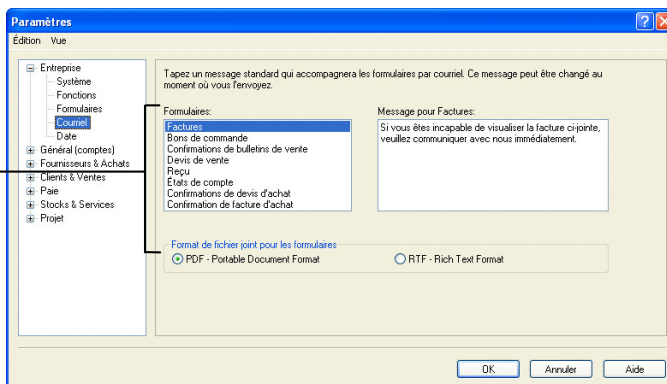 Paramètres
Édition Vue
Entreprise
Système
Fonctions
Formulaires
Courriel
Date
Général (comptes)
Fournisseurs & Achats
Clients & Ventes
Paie
Stocks & Services
Projet
Tapez un message standard qui accompagnera les formulaires par courriel. Ce message peut être changé au
moment où vous l'envoyez.
Formulaires:
Factures
Bons de commande
Confirmations de bulletins de vente
Devis de vente
Reçu
États de compte
Confirmations de devis d'achat
Confirmation de facture d'achat
Message pour Factures:
Si vous êtes incapable de visualiser la facture ci-jointe,
veuillez communiquer avec nous immédiatement.
Format de fichier joint pour les formulaires
PDF - Portable Document Format
RTF - Rich Text Format
OK
Annuler
Aide